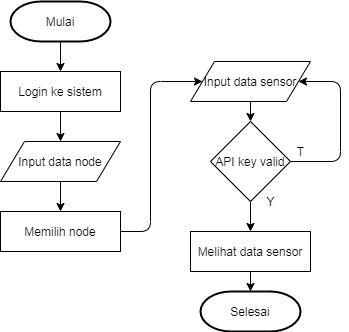 Mulai
Login ke sistem
Input data node
Memilih node
Input data sensor
API key valid
T
Y
Melihat data sensor
Selesai